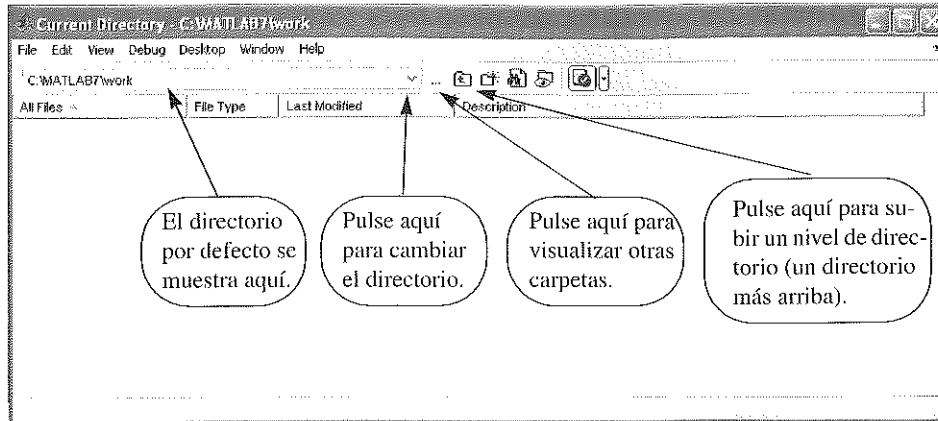 Current Directory - C:\MATLAB7\work
File Edit View Debug Desktop Window Help
C:\MATLAB7\work ...
All Files File Type Last Modified Description
El directorio
por defecto se
muestra aquí.
Pulse aquí
para cambiar
el directorio.
Pulse aquí para
visualizar otras
carpetas.
Pulse aquí para su-
bir un nivel de direc-
torio (un directorio
más arriba).